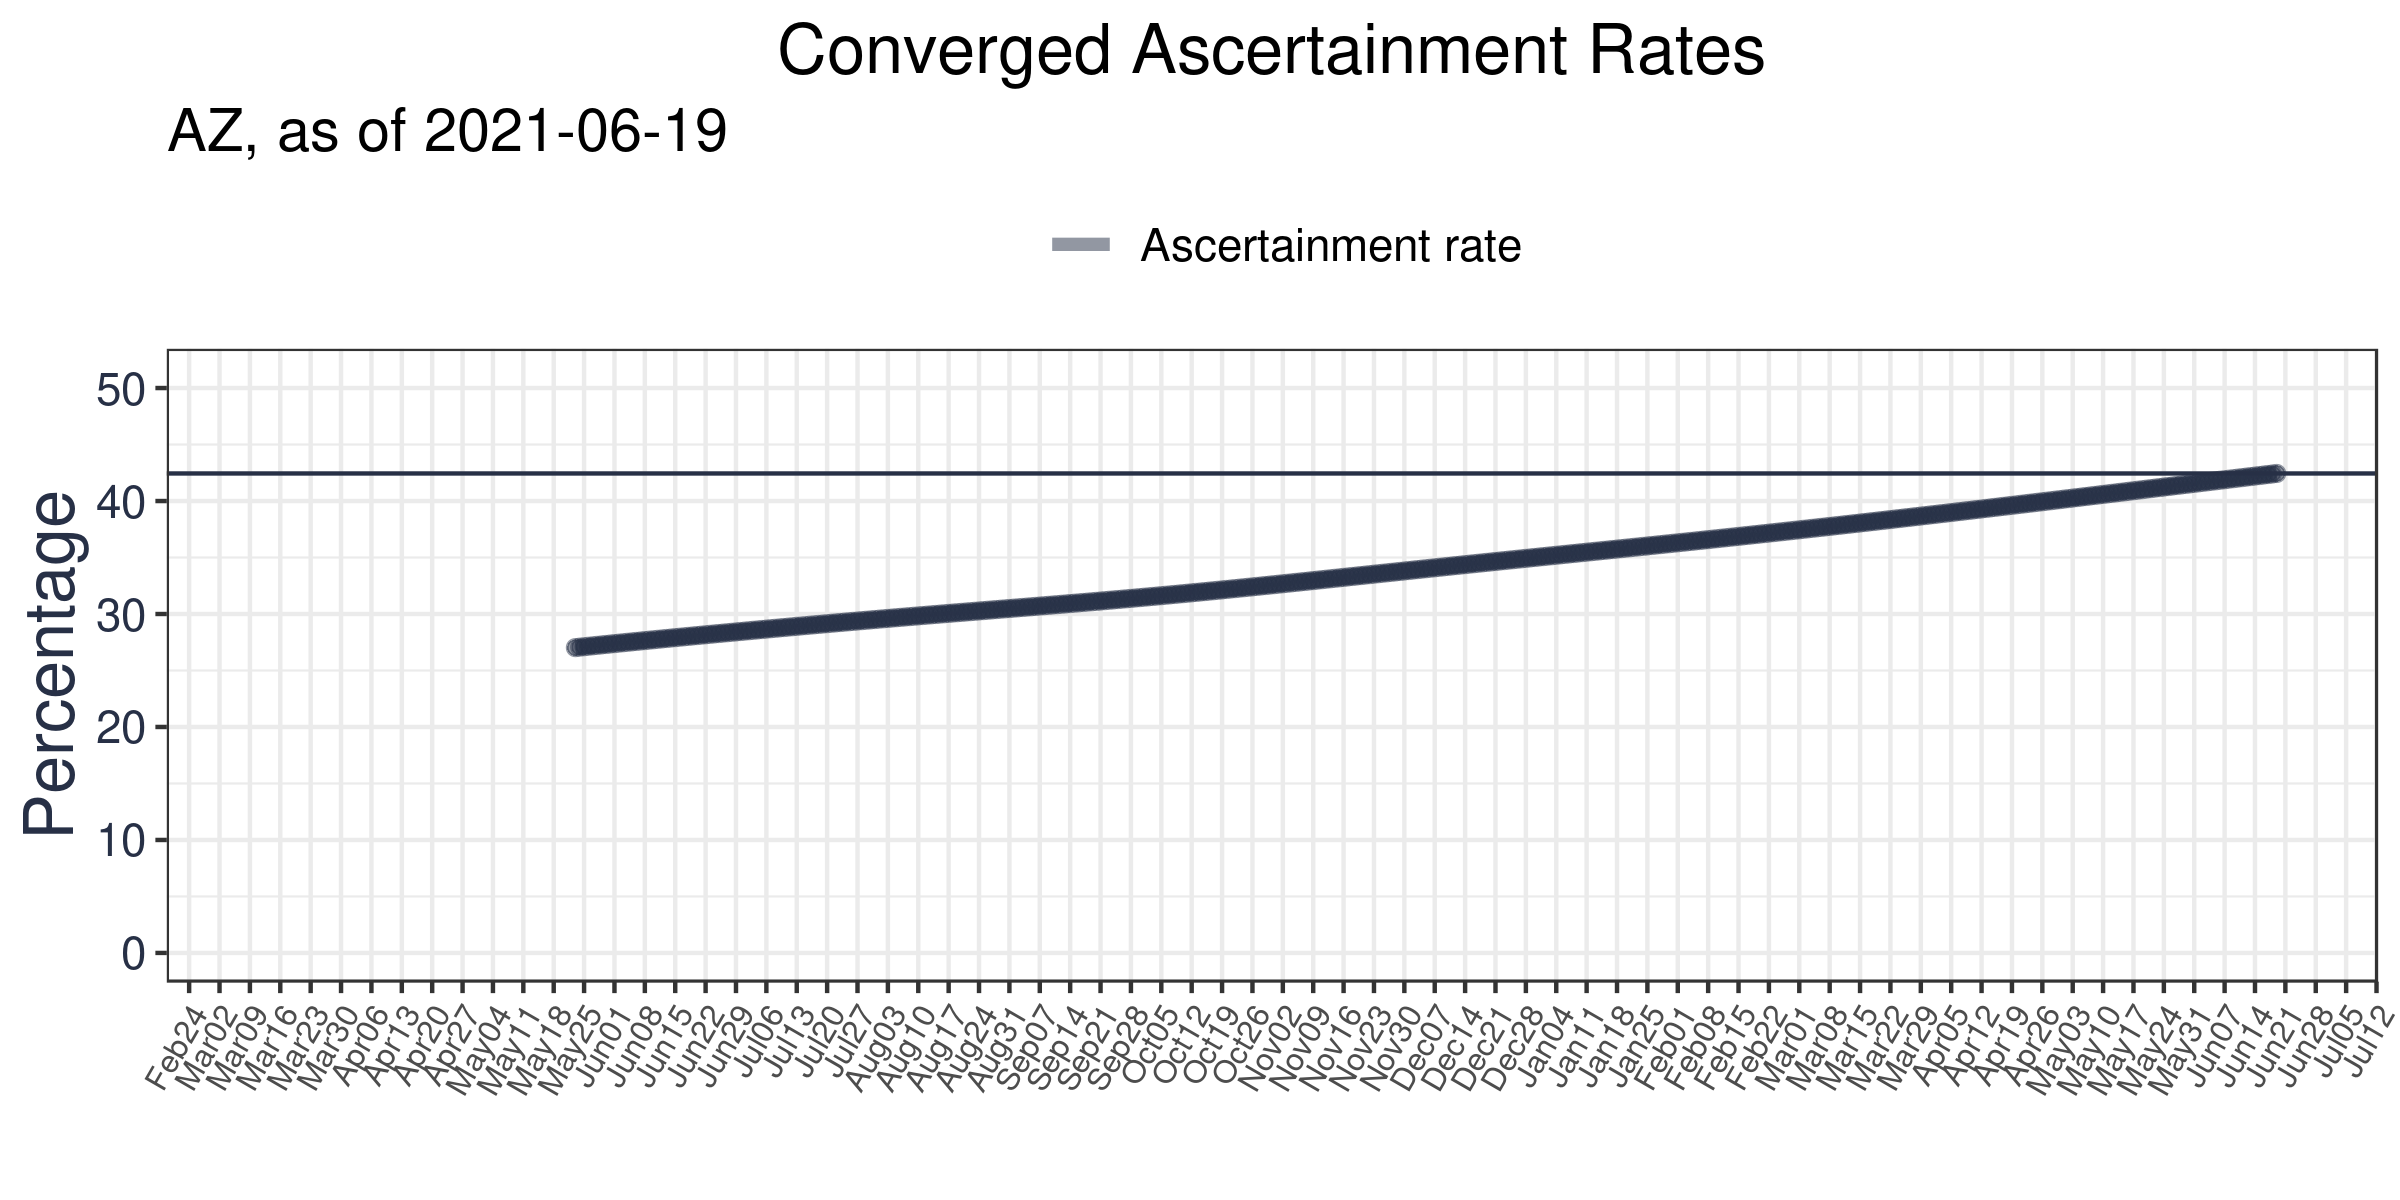 Converged Ascertainment Rates
AZ, as of 2021-06-19
Ascertainment rate
Percentage
50
40
30
20
10
0
Feb24
Mar02
Mar09
Mar16
Mar23
Mar30
Apr06
Apr13
Apr20
Apr27
May04
May11
May18
May25
Jun01
Jun08
Jun15
Jun22
Jun29
Jul06
Jul13
Jul20
Jul27
Aug03
Aug10
Aug17
Aug24
Aug31
Sep07
Sep14
Sep21
Sep28
Oct05
Oct12
Oct19
Oct26
Nov02
Nov09
Nov16
Nov23
Nov30
Dec07
Dec14
Dec21
Dec28
Jan04
Jan11
Jan18
Jan25
Feb01
Feb08
Feb15
Feb22
Mar01
Mar08
Mar15
Mar22
Mar29
Apr05
Apr12
Apr19
Apr26
May03
May10
May17
May24
May31
Jun07
Jun14
Jun21
Jun28
Jul05
Jul12